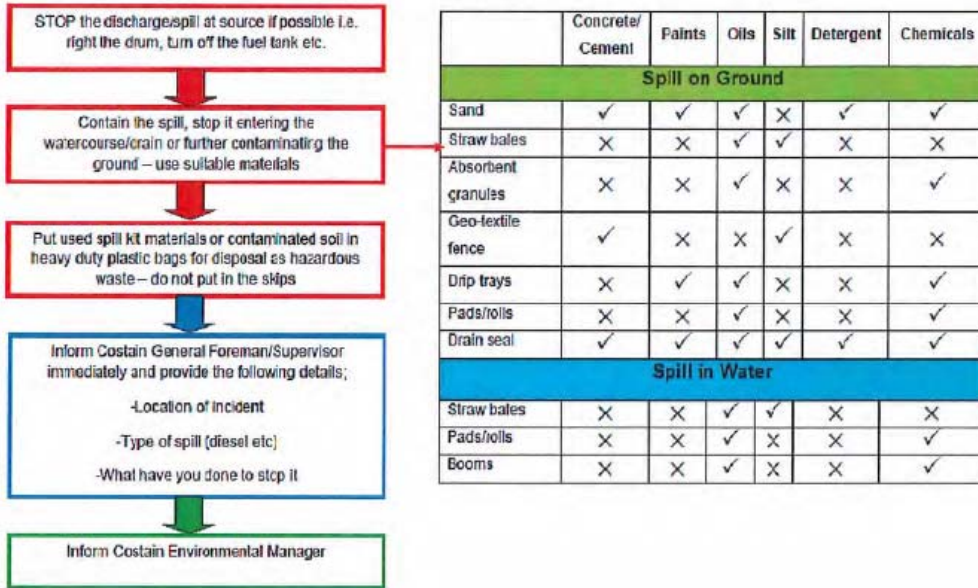 STOP the discharge/spill at source if possible i.e.
right the drum, turn off the fuel tank etc.
Contain the spill, stop it entering the
watercourse/drain or further contaminating the
ground – use suitable materials
Put used spill kit materials or contaminated soil in
heavy duty plastic bags for disposal as hazardous
waste – do not put in the skips
Inform Costain General Foreman/Supervisor
immediately and provide the following details;
-Location of incident
-Type of spill (diesel etc)
-What have you done to stop it
Inform Costain Environmental Manager
Concrete/ Cement Paints Oils Silt Detergent Chemicals
Spill on Ground
Sand ✓ ✓ ✓ X ✓ ✓
Straw bales X X ✓ ✓ X X
Absorbent
granules X X ✓ X X ✓
Geo-textile
fence ✓ X X ✓ X X
Drip trays X ✓ ✓ X X ✓
Pads/rolls X X ✓ X X ✓
Drain seal ✓ ✓ ✓ ✓ ✓ ✓
Spill in Water
Straw bales X X ✓ ✓ X X
Pads/rolls X X ✓ X X ✓
Booms X X ✓ X X ✓